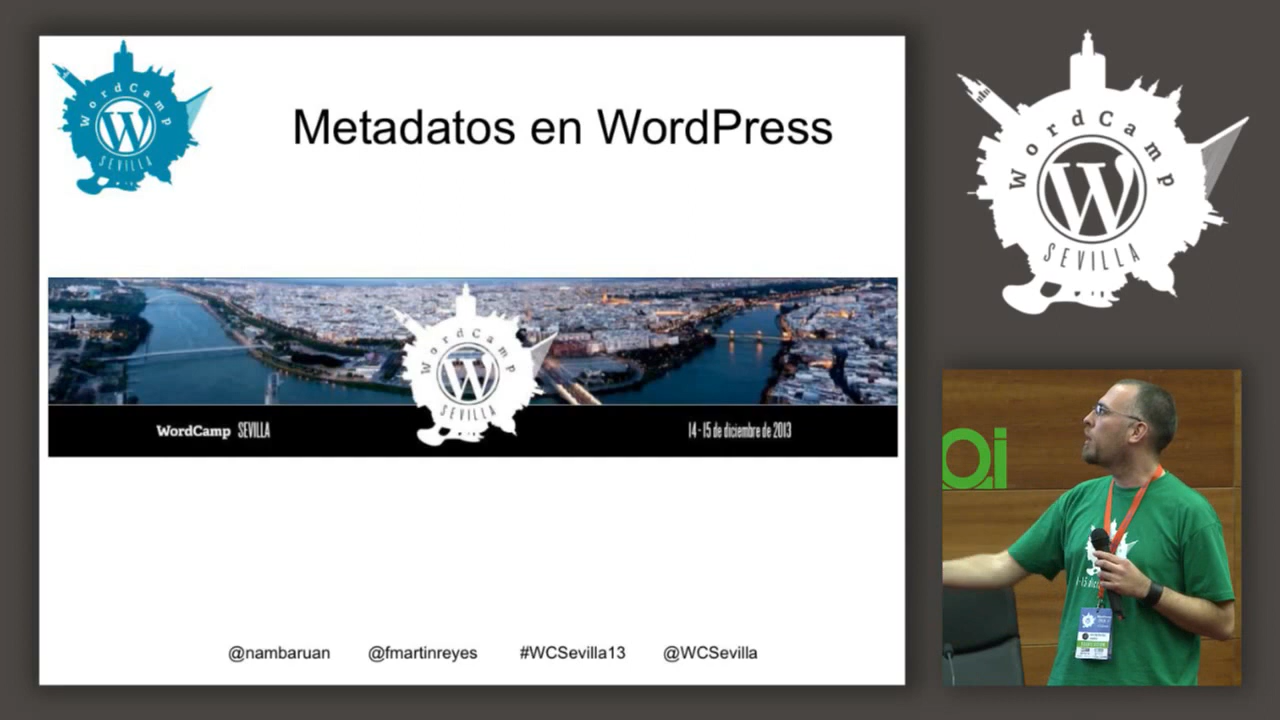 WordCamp
SEVILLA
Metadatos en WordPress
WordCamp
SEVILLA
WordCamp SEVILLA
14-15 de diciembre de 2013
@nambaruan @fmartinreyes #WCSevilla13 @WCSevilla
WordCamp
SEVILLA